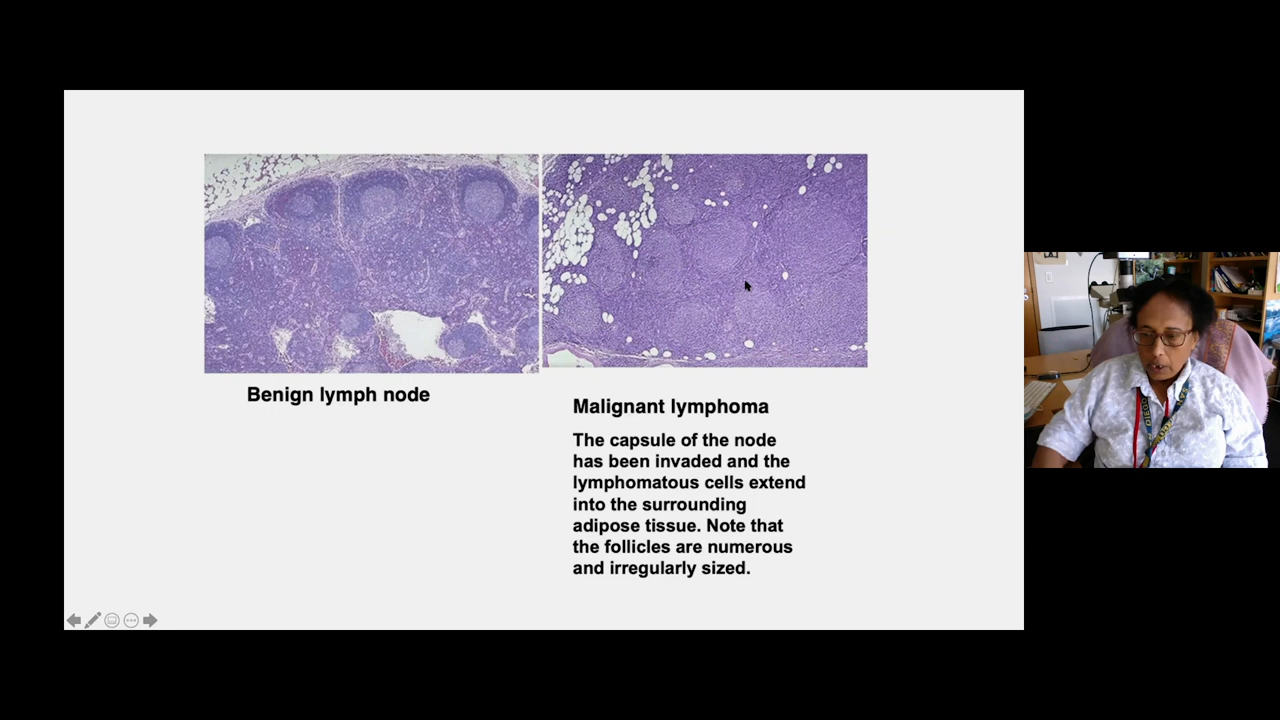 Benign lymph node
Malignant lymphoma
The capsule of the node
has been invaded and the
lymphomatous cells extend
into the surrounding
adipose tissue. Note that
the follicles are numerous
and irregularly sized.